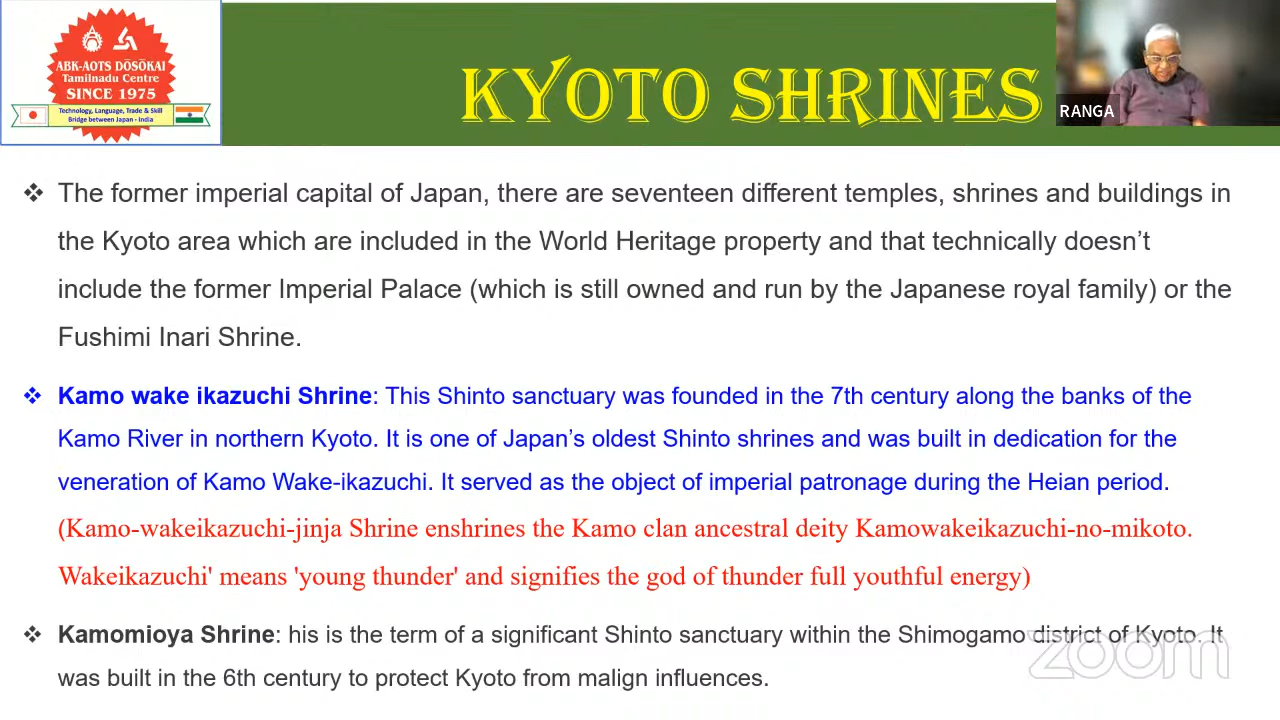 ABK-AOTS DŌSŌKAI
Tamilnadu Centre
SINCE 1975
Technology, Language, Trade & Skill
Bridge between Japan - India
KYOTO SHRINES
RANGA
❖ The former imperial capital of Japan, there are seventeen different temples, shrines and buildings in
the Kyoto area which are included in the World Heritage property and that technically doesn’t
include the former Imperial Palace (which is still owned and run by the Japanese royal family) or the
Fushimi Inari Shrine.
❖ Kamo wake ikazuchi Shrine: This Shinto sanctuary was founded in the 7th century along the banks of the
Kamo River in northern Kyoto. It is one of Japan’s oldest Shinto shrines and was built in dedication for the
veneration of Kamo Wake-ikazuchi. It served as the object of imperial patronage during the Heian period.
(Kamo-wakeikazuchi-jinja Shrine enshrines the Kamo clan ancestral deity Kamowakeikazuchi-no-mikoto.
Wakeikazuchi' means 'young thunder' and signifies the god of thunder full youthful energy)
❖ Kamomioya Shrine: his is the term of a significant Shinto sanctuary within the Shimogamo district of Kyoto. It
was built in the 6th century to protect Kyoto from malign influences.
zoom